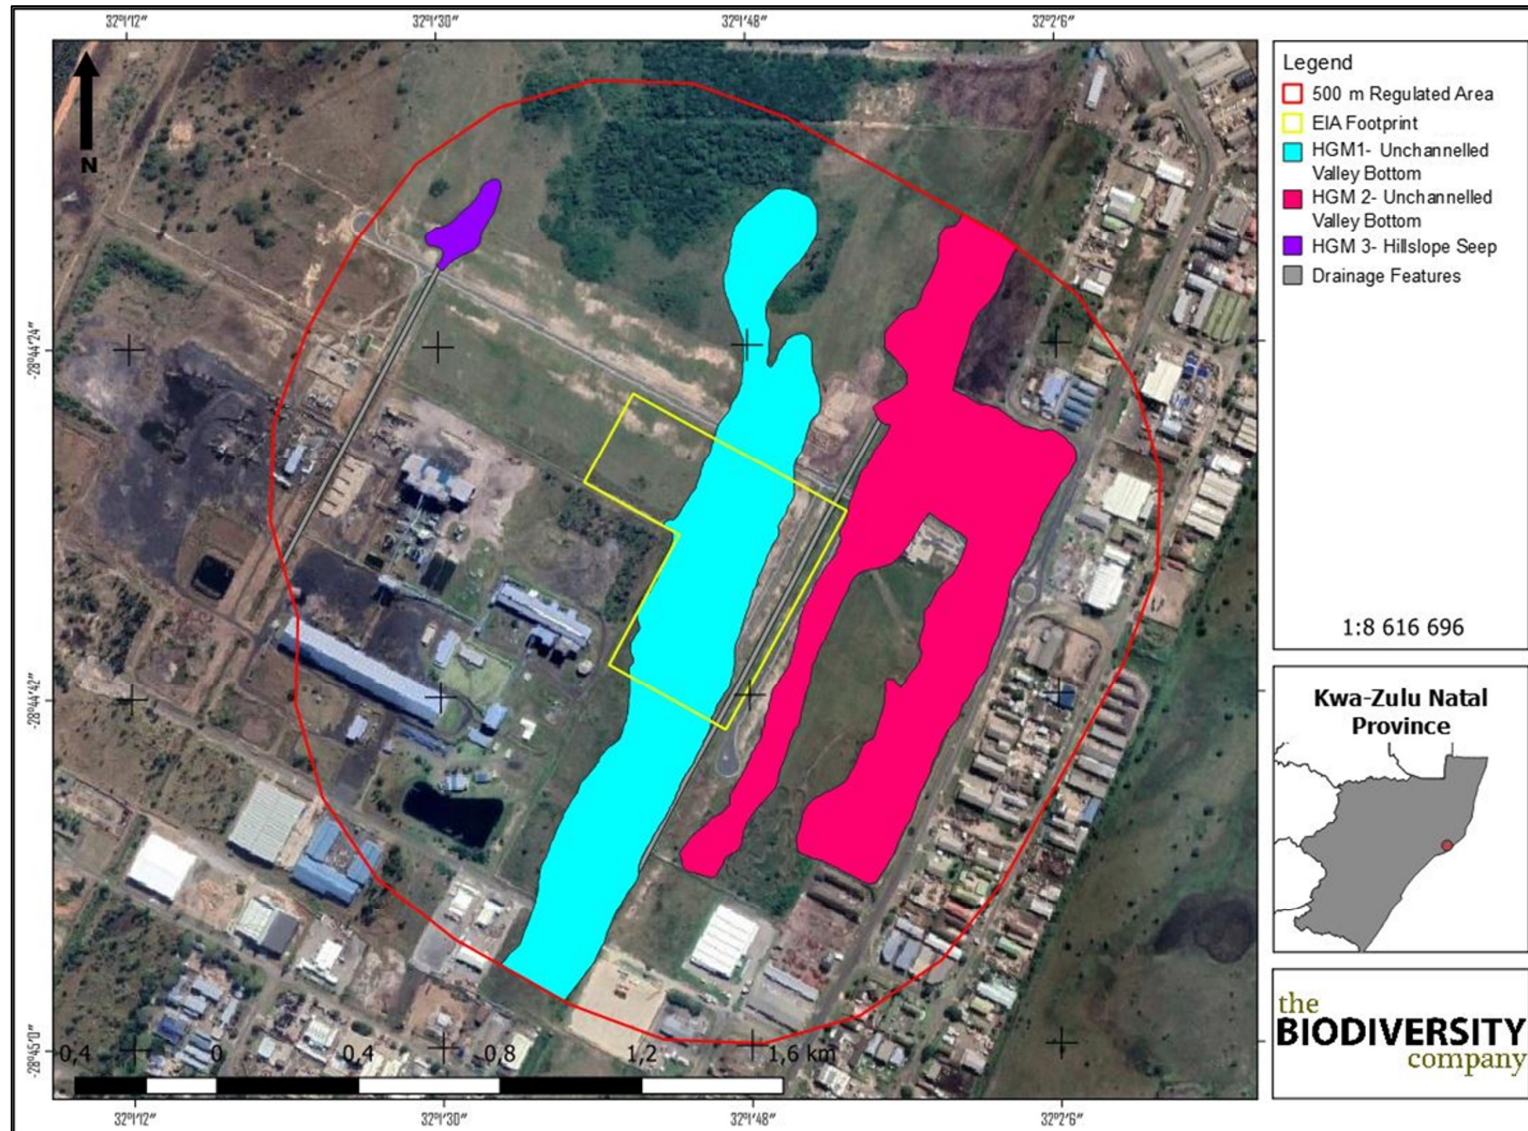 32°1'12" 32°1'30" 32°1'48" 32°2'6"
N
-28°44'24"
-28°44'42"
-28°45'0"
0,4 0 0,4 0,8 1,2 1,6 km
32°1'12" 32°1'30" 32°1'48" 32°2'6"
Legend
500 m Regulated Area
EIA Footprint
HGM1- Unchannelled
Valley Bottom
HGM 2- Unchannelled
Valley Bottom
HGM 3- Hillslope Seep
Drainage Features
1:8 616 696
Kwa-Zulu Natal
Province
the
BIODIVERSITY
company